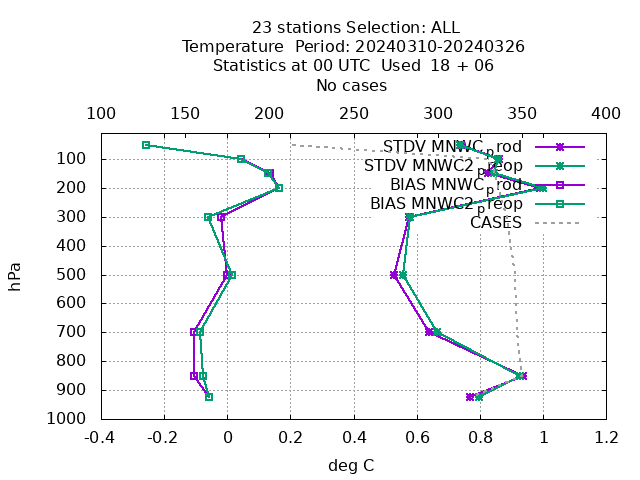 23 stations Selection: ALL
Temperature  Period: 20240310-20240326
Statistics at 00 UTC  Used  18 + 06
No cases
100 150 200 250 300 350 400
STDV MNWC_prod
STDV MNWC2_preop
BIAS MNWC_prod
BIAS MNWC2_preop
CASES
100
200
300
400
500
600
700
800
900
1000
hPa
-0.4 -0.2 0 0.2 0.4 0.6 0.8 1 1.2
deg C